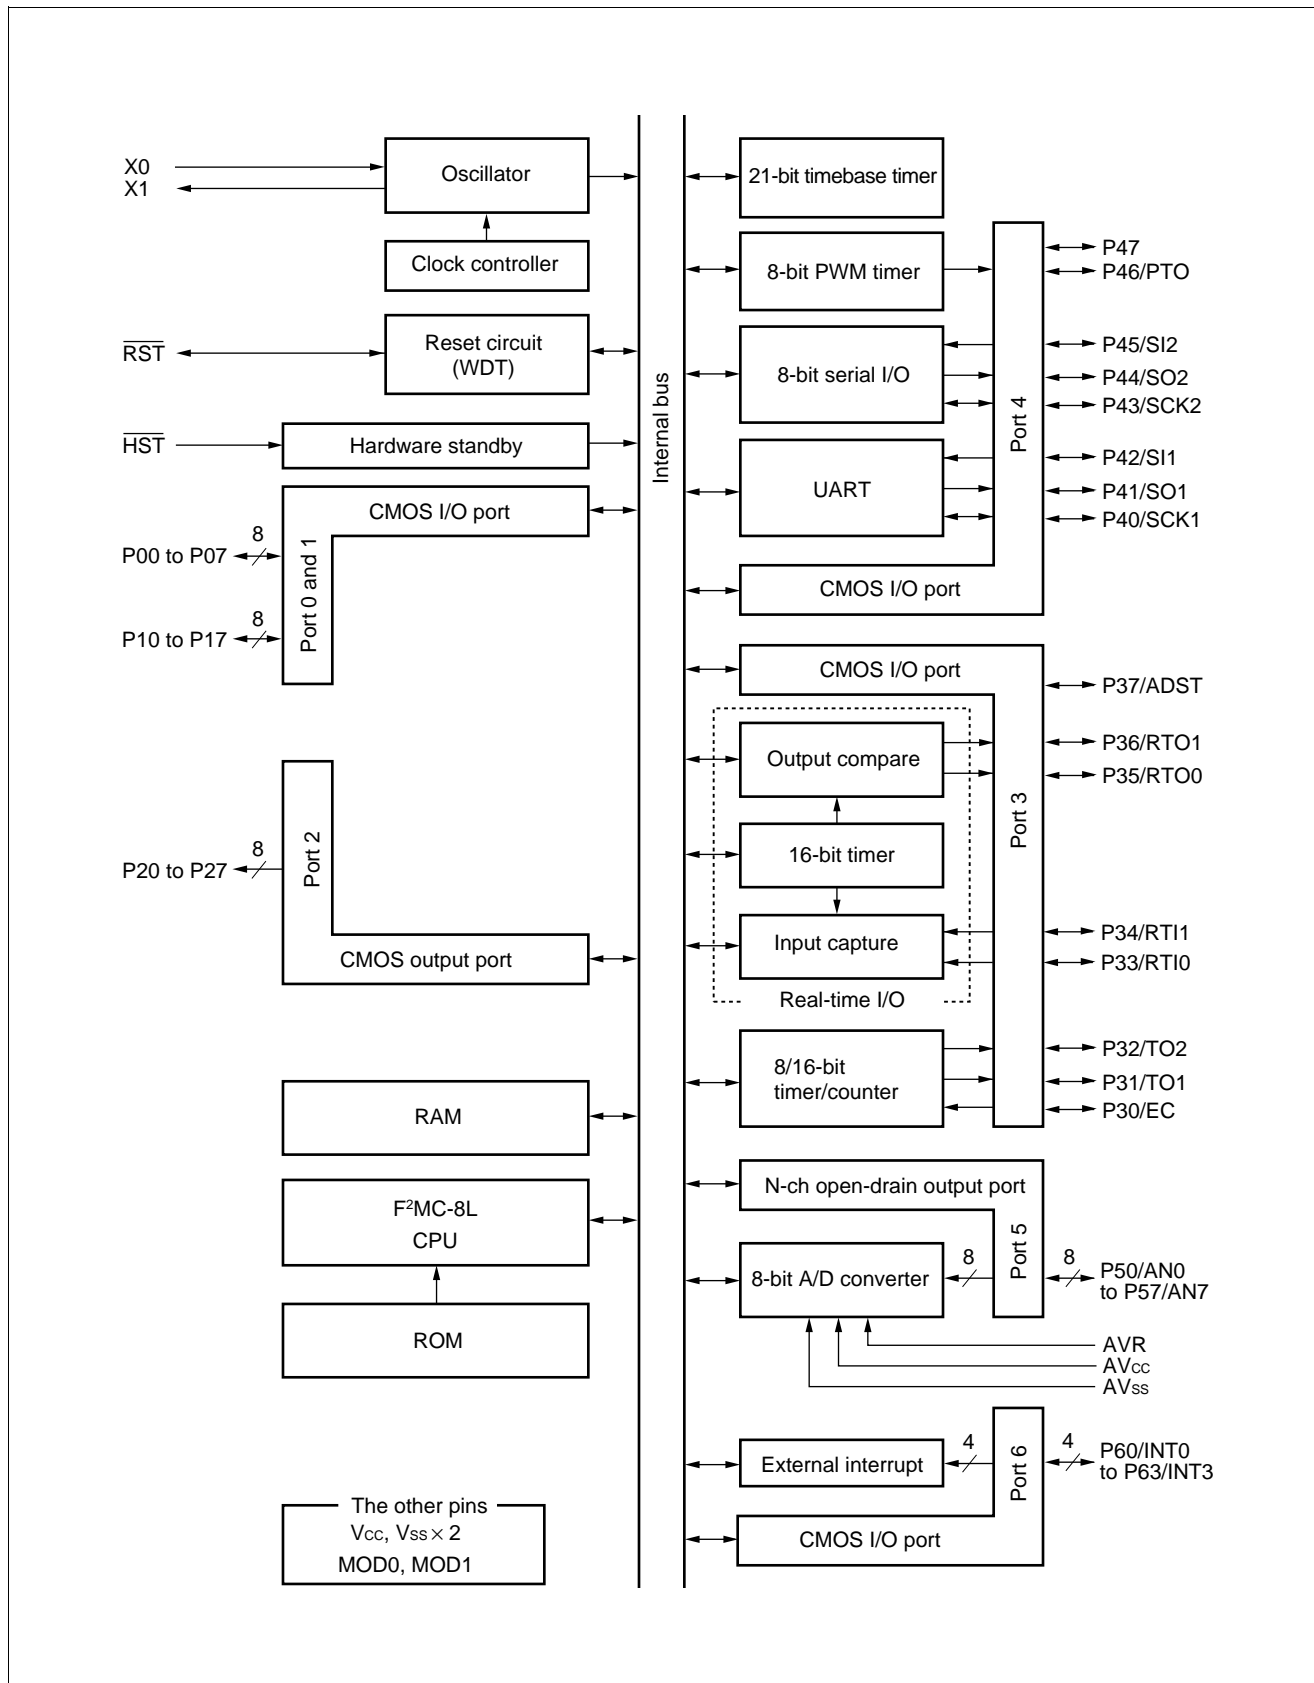 X0
X1
Oscillator
Clock controller
RST
Reset circuit
(WDT)
HST
Hardware standby
CMOS I/O port
Port 0 and 1
P00 to P07
8
P10 to P17
8
Port 2
P20 to P27
8
CMOS output port
RAM
F²MC-8L
CPU
ROM
The other pins
Vcc, Vss × 2
MOD0, MOD1
Internal bus
21-bit timebase timer
8-bit PWM timer
8-bit serial I/O
UART
CMOS I/O port
Port 4
P47
P46/PTO
P45/SI2
P44/SO2
P43/SCK2
P42/SI1
P41/SO1
P40/SCK1
CMOS I/O port
Port 3
Output compare
16-bit timer
Input capture
Real-time I/O
8/16-bit
timer/counter
P37/ADST
P36/RTO1
P35/RTO0
P34/RTI1
P33/RTI0
P32/TO2
P31/TO1
P30/EC
N-ch open-drain output port
Port 5
8-bit A/D converter
8
8
P50/AN0
to P57/AN7
AVR
AVcc
AVss
External interrupt
4
Port 6
4
P60/INT0
to P63/INT3
CMOS I/O port